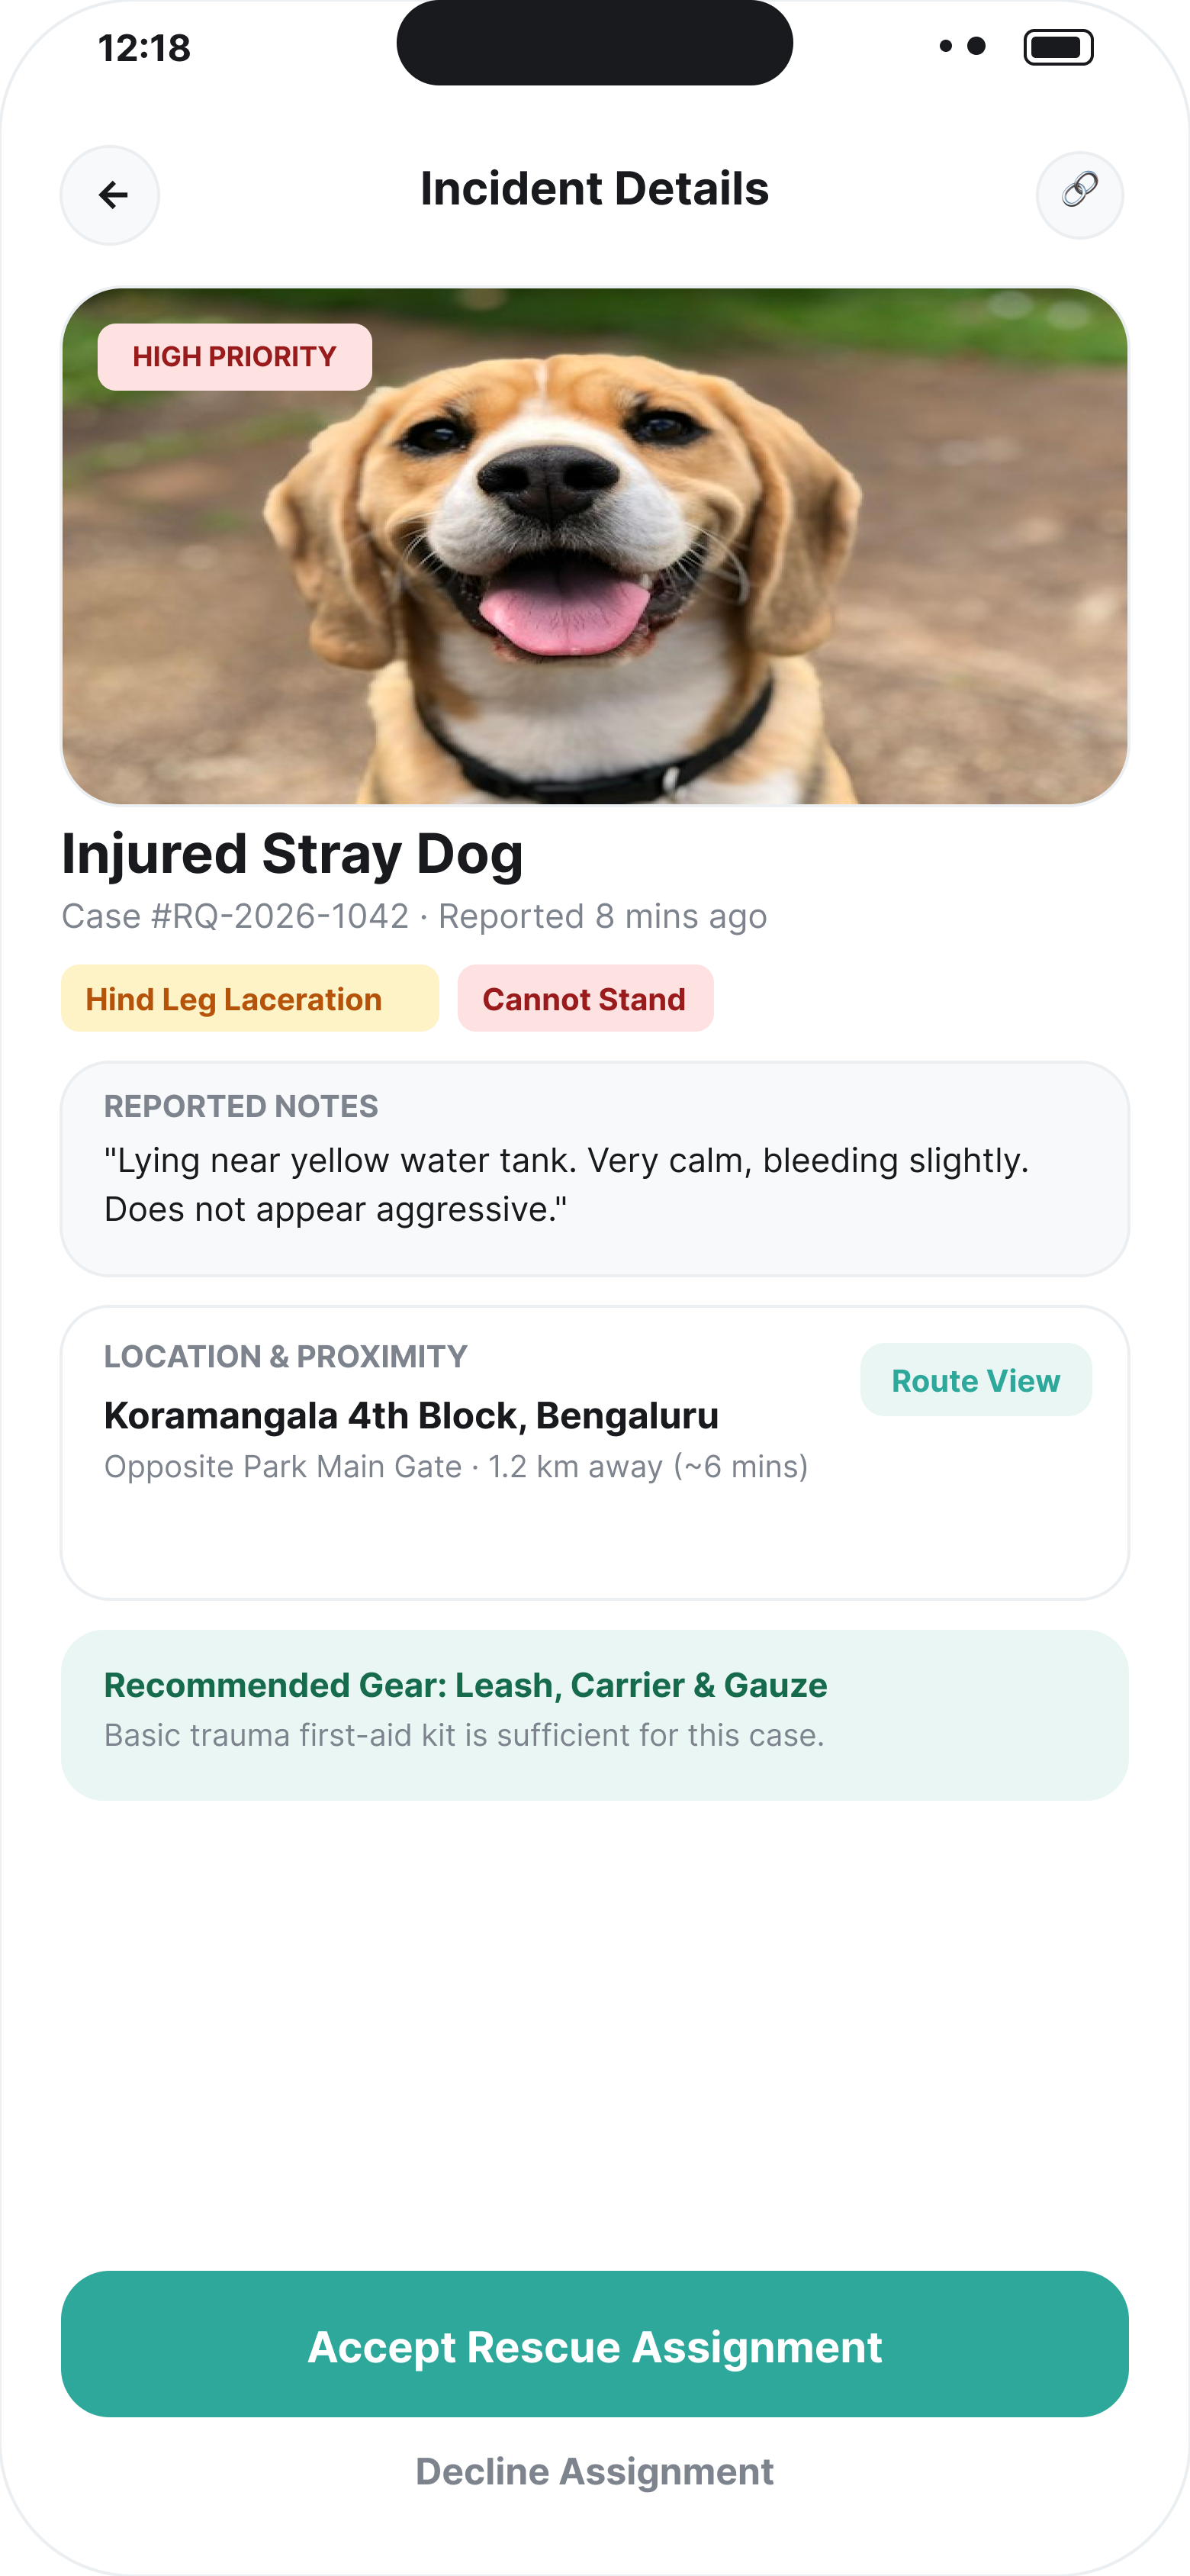 12:18
Incident Details
HIGH PRIORITY
Injured Stray Dog
Case #RQ-2026-1042 · Reported 8 mins ago
Hind Leg Laceration
Cannot Stand
REPORTED NOTES
"Lying near yellow water tank. Very calm, bleeding slightly.
Does not appear aggressive."
LOCATION & PROXIMITY
Route View
Koramangala 4th Block, Bengaluru
Opposite Park Main Gate · 1.2 km away (~6 mins)
Recommended Gear: Leash, Carrier & Gauze
Basic trauma first-aid kit is sufficient for this case.
Accept Rescue Assignment
Decline Assignment